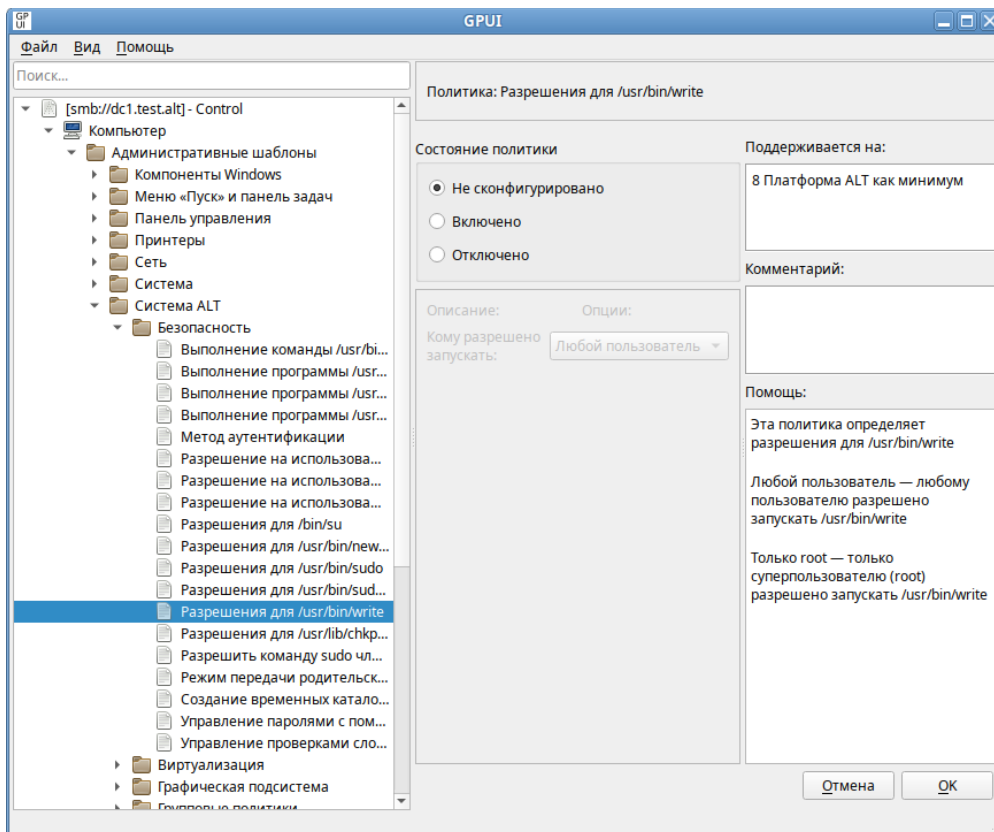 GPUI
GPUI
Файл Вид Помощь
Поиск...
[smb://dc1.test.alt] - Control
Компьютер
Административные шаблоны
Компоненты Windows
Меню «Пуск» и панель задач
Панель управления
Принтеры
Сеть
Система
Система ALT
Безопасность
Выполнение команды /usr/bi...
Выполнение программы /usr...
Выполнение программы /usr...
Выполнение программы /usr...
Метод аутентификации
Разрешение на использова...
Разрешение на использова...
Разрешение на использова...
Разрешения для /bin/su
Разрешения для /usr/bin/new...
Разрешения для /usr/bin/sudo
Разрешения для /usr/bin/sud...
Разрешения для /usr/bin/write
Разрешения для /usr/lib/chkp...
Разрешить команду sudo чл...
Режим передачи родительск...
Создание временных катало...
Управление паролями с пом...
Управление проверками сло...
Виртуализация
Графическая подсистема
Групповые политики
Политика: Разрешения для /usr/bin/write
Состояние политики
Не сконфигурировано
Включено
Отключено
Описание: Опции:
Кому разрешено
запускать:
Любой пользователь
Поддерживается на:
8 Платформа ALT как минимум
Комментарий:
Помощь:
Эта политика определяет
разрешения для /usr/bin/write
Любой пользователь — любому
пользователю разрешено
запускать /usr/bin/write
Только root — только
суперпользователю (root)
разрешено запускать /usr/bin/write
Отмена OK